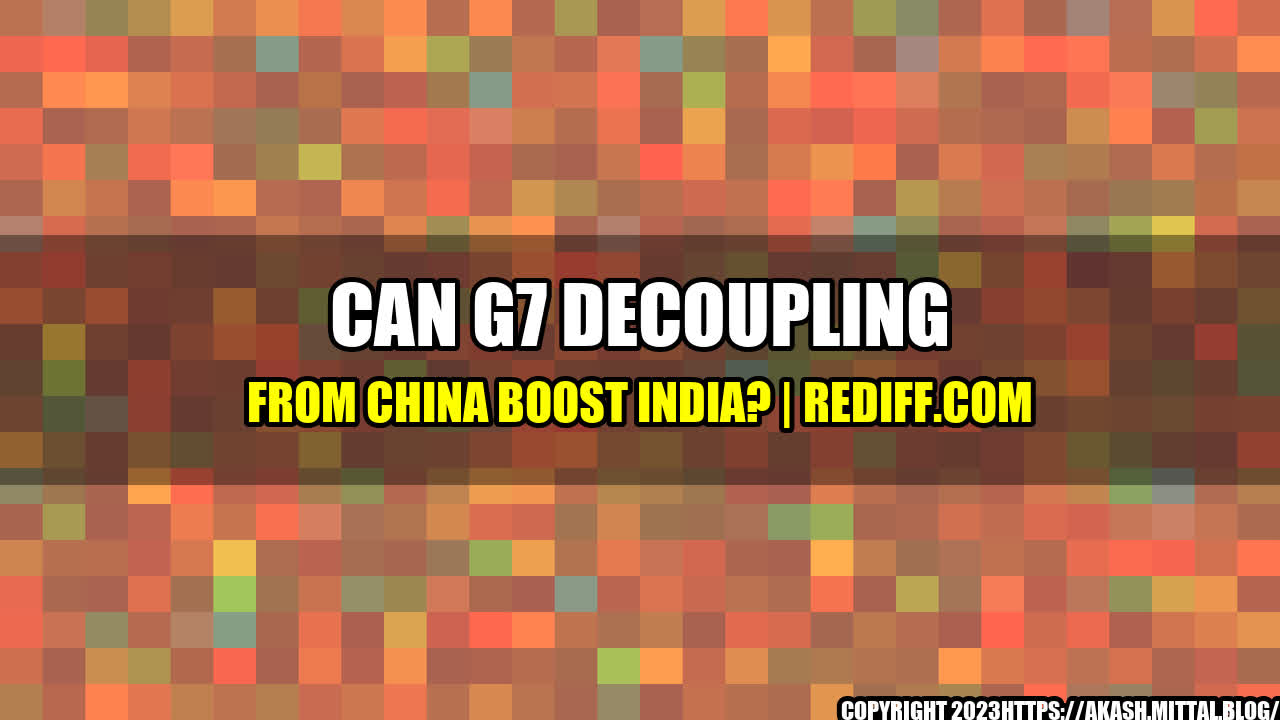 CAN G7 DECOUPLING
FROM CHINA BOOST INDIA? | REDIFF.COM
COPYRIGHT 2023HTTPS://AKASH.MITTAL.BLOG/